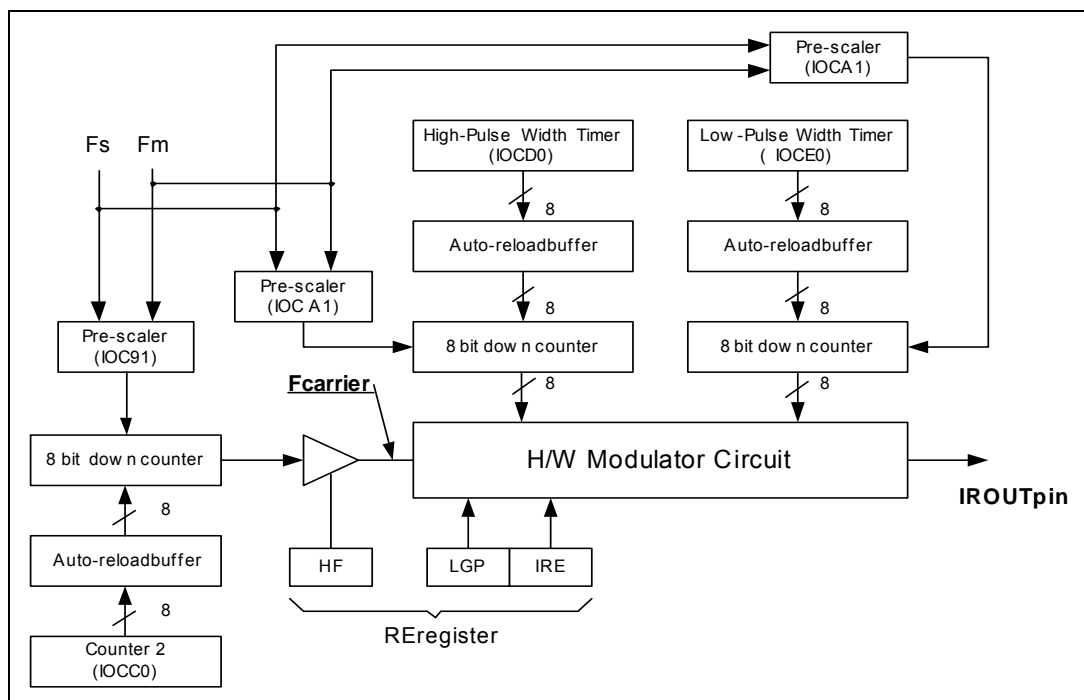 Pre-scaler
(IOCA1)
Fs Fm
High-Pulse Width Timer
(IOCD0)
Low-Pulse Width Timer
( IOCE0)
8
8
Auto-reloadbuffer
Auto-reloadbuffer
Pre-scaler
(IOC A1)
8
8
Pre-scaler
(IOC91)
8 bit dow n counter
8 bit dow n counter
Fcarrier
8
8
8 bit dow n counter
H/W Modulator Circuit
IROUTpin
8
Auto-reloadbuffer
HF
LGP
IRE
8
REregister
Counter 2
(IOCC0)